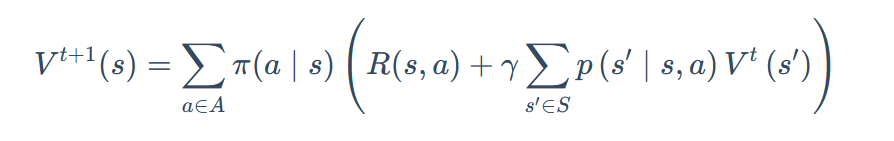 V^{t+1}(s) = \sum_{a \in A} \pi(a \mid s) \left( R(s, a) + \gamma \sum_{s' \in S} p(s' \mid s, a) V^t(s') \right)